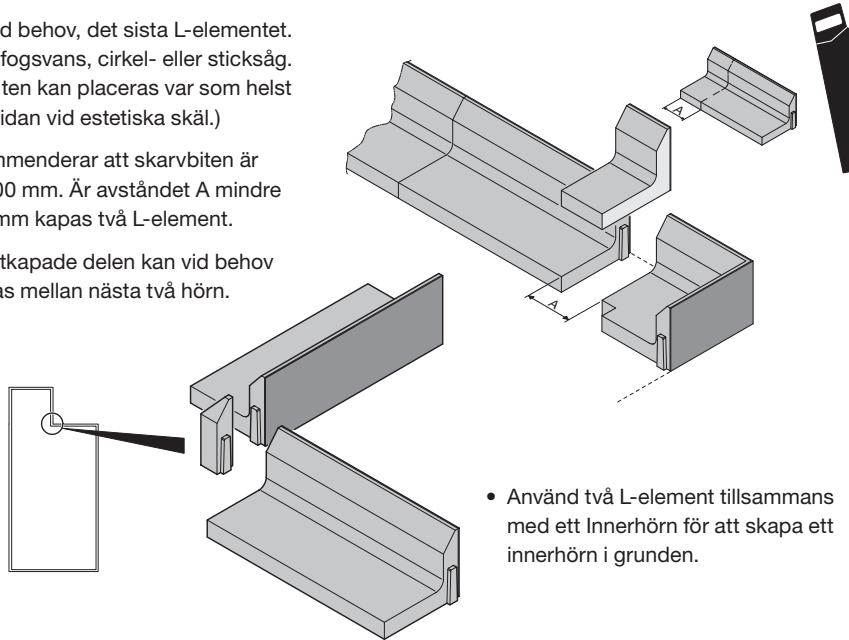 d behov, det sista L-elementet.
fogsvans, cirkel- eller sticksåg.
ten kan placeras var som helst
idan vid estetiska skäl.)
mmenderar att skarvbiten är
00 mm. Är avståndet A mindre
mm kapas två L-element.
tkapade delen kan vid behov
as mellan nästa två hörn.
A
A
• Använd två L-element tillsammans
med ett Innerhörn för att skapa ett
innerhörn i grunden.